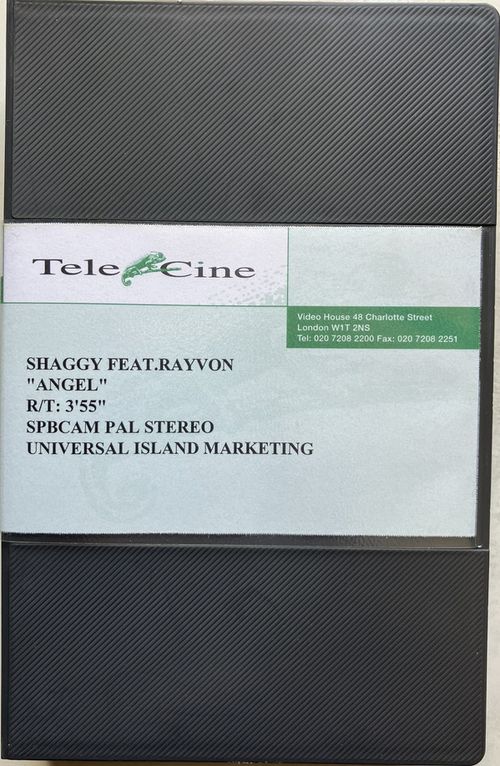 Tele Cine
Video House 48 Charlotte Street
London W1T 2NS
Tel: 020 7208 2200 Fax: 020 7208 2251
SHAGGY FEAT.RAYVON
"ANGEL"
R/T: 3'55"
SPBCAM PAL STEREO
UNIVERSAL ISLAND MARKETING